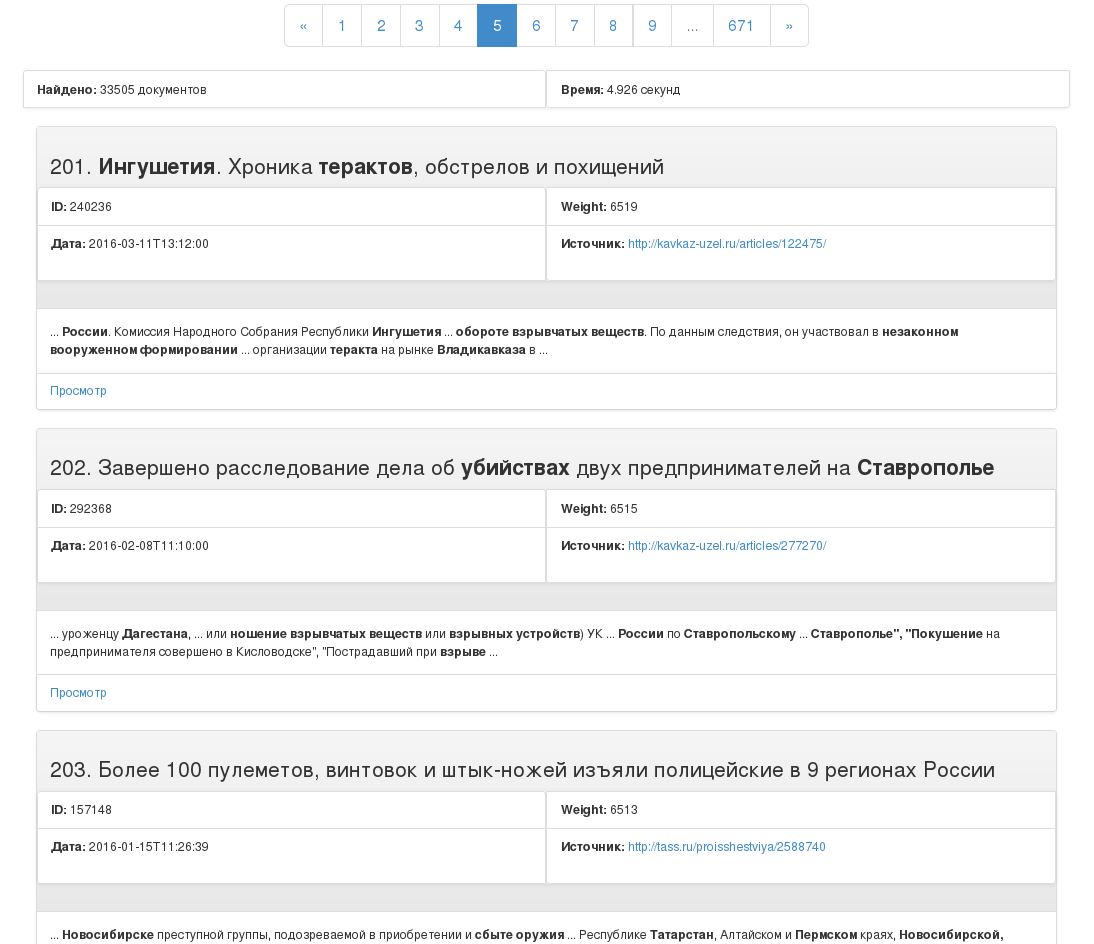 « 1 2 3 4 5 6 7 8 9 ... 671 »
Найдено: 33505 документов Время: 4.926 секунд
201. Ингушетия. Хроника терактов, обстрелов и похищений
ID: 240236 Weight: 6519
Дата: 2016-03-11T13:12:00 Источник: http://kavkaz-uzel.ru/articles/122475/
... России. Комиссия Народного Собрания Республики Ингушетия ... обороте взрывчатых веществ. По данным следствия, он участвовал в незаконном
вооруженном формировании ... организации теракта на рынке Владикавказа в ...
Просмотр
202. Завершено расследование дела об убийствах двух предпринимателей на Ставрополье
ID: 292368 Weight: 6515
Дата: 2016-02-08T11:10:00 Источник: http://kavkaz-uzel.ru/articles/277270/
... уроженцу Дагестана, ... или ношение взрывчатых веществ или взрывных устройств) УК ... России по Ставропольскому ... Ставрополье", "Покушение на
предпринимателя совершено в Кисловодске", "Пострадавший при взрыве ...
Просмотр
203. Более 100 пулеметов, винтовок и штык-ножей изъяли полицейские в 9 регионах России
ID: 157148 Weight: 6513
Дата: 2016-01-15T11:26:39 Источник: http://tass.ru/proisshestviya/2588740
... Новосибирске преступной группы, подозреваемой в приобретении и сбыте оружия ... Республике Татарстан, Алтайском и Пермском краях, Новосибирской,